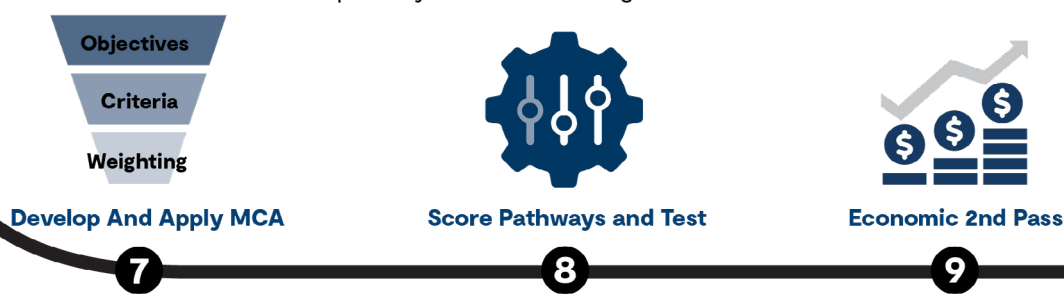 Objectives
Criteria
Weighting
$ $ $
Develop And Apply MCA
Score Pathways and Test
Economic 2nd Pass
7
8
9